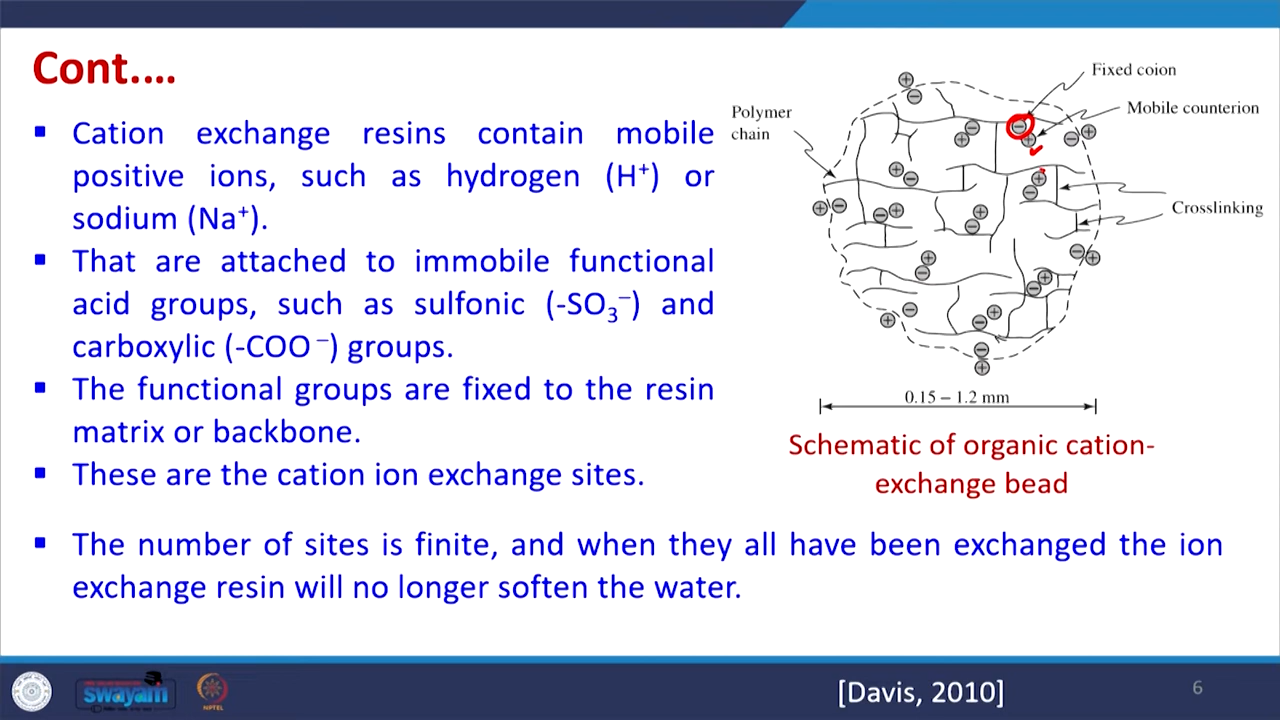 Cont.…
▪ Cation exchange resins contain mobile
positive ions, such as hydrogen (H⁺) or
sodium (Na⁺).
▪ That are attached to immobile functional
acid groups, such as sulfonic (-SO₃⁻) and
carboxylic (-COO ⁻) groups.
▪ The functional groups are fixed to the resin
matrix or backbone.
▪ These are the cation ion exchange sites.
Fixed coion
Mobile counterion
Polymer
chain
Crosslinking
0.15 – 1.2 mm
Schematic of organic cation-
exchange bead
▪ The number of sites is finite, and when they all have been exchanged the ion
exchange resin will no longer soften the water.
swayam
NPTEL
[Davis, 2010]
6